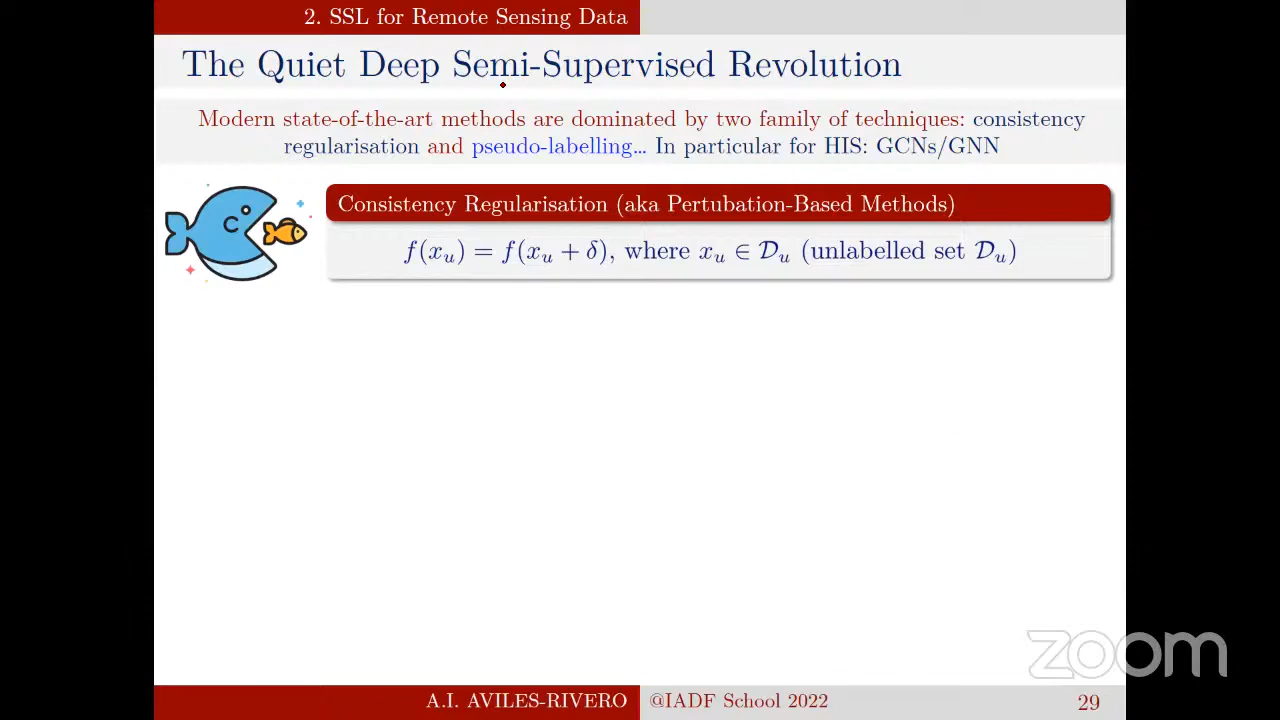 2. SSL for Remote Sensing Data
The Quiet Deep Semi-Supervised Revolution
Modern state-of-the-art methods are dominated by two family of techniques: consistency
regularisation and pseudo-labelling... In particular for HIS: GCNs/GNN
Consistency Regularisation (aka Pertubation-Based Methods)
f(x_u) = f(x_u + δ), where x_u ∈ 𝒟_u (unlabelled set 𝒟_u)
zoom
A.I. AVILES-RIVERO @IADF School 2022 29